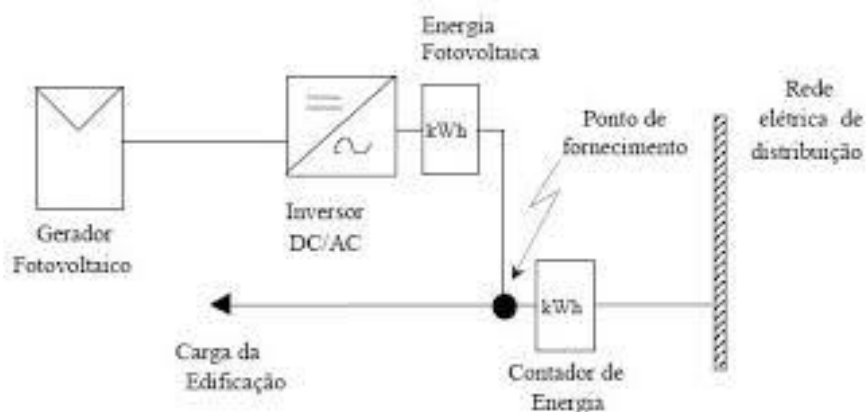 Energia
Fotovoltaica
Rede
elétrica de
distribuição
kWh
Ponto de
fornecimento
Inversor
DC/AC
Gerador
Fotovoltaico
kWh
Carga da
Edificação
Contador de
Energia